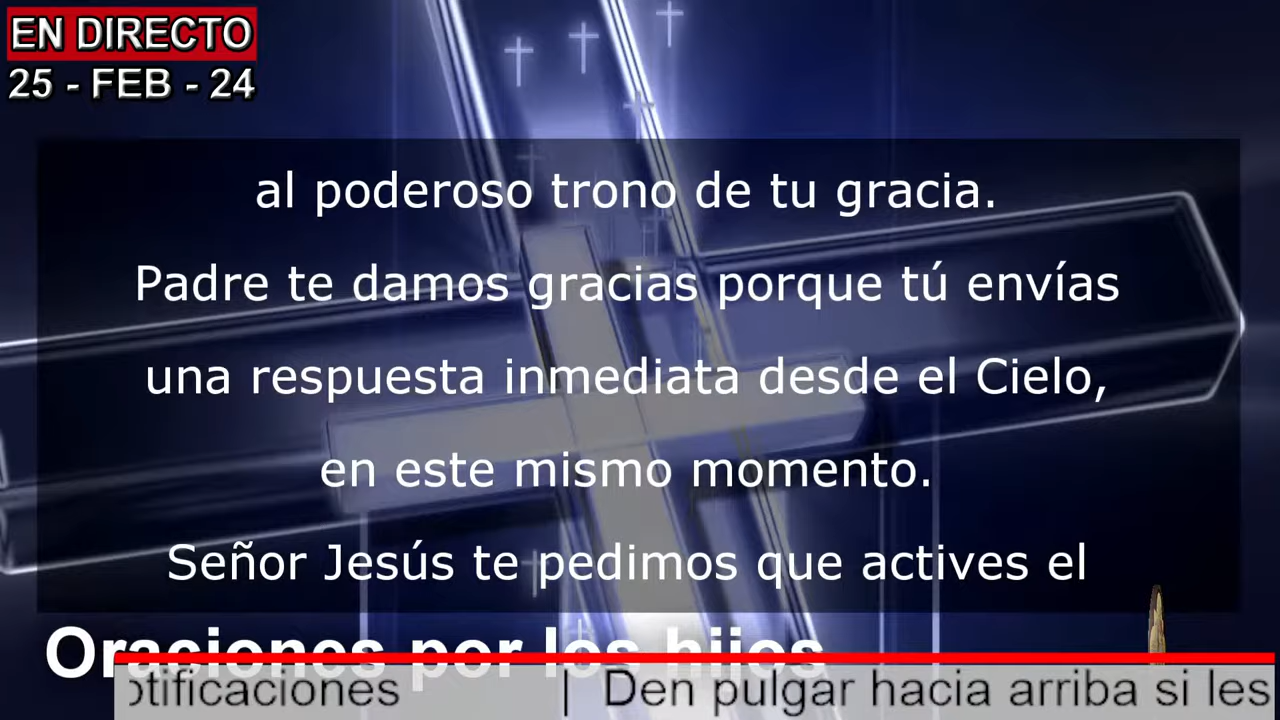 EN DIRECTO
25 - FEB - 24
al poderoso trono de tu gracia.
Padre te damos gracias porque tú envías
una respuesta inmediata desde el Cielo,
en este mismo momento.
Señor Jesús te pedimos que actives el
Oraciones por los hijos
otificaciones | Den pulgar hacia arriba si les